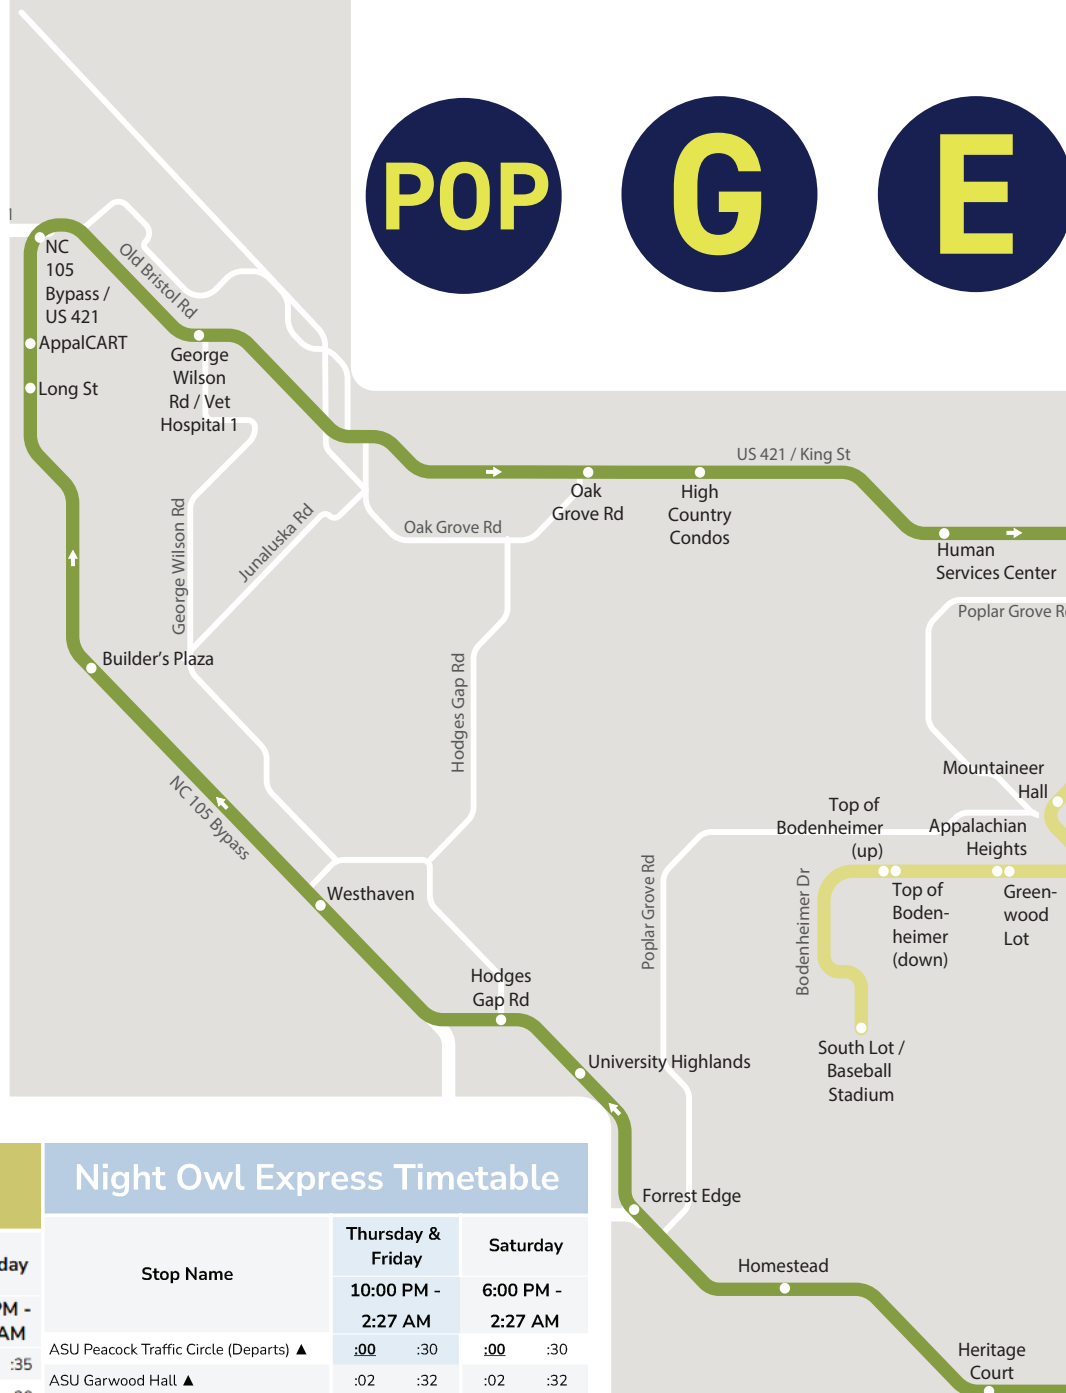 POP G E
NC
105
Bypass /
US 421
AppalCART
Long St
Old Bristol Rd
George
Wilson
Rd / Vet
Hospital 1
US 421 / King St
Oak
Grove Rd
High
Country
Condos
Human
Services Center
Oak Grove Rd
Junaluska Rd
George Wilson Rd
Poplar Grove R
Builder's Plaza
Hodges Gap Rd
NC 105 Bypass
Mountaineer
Hall
Top of
Bodenheimer
(up)
Appalachian
Heights
Top of
Boden-
heimer
(down)
Green-
wood
Lot
Poplar Grove Rd
Bodenheimer Dr
Westhaven
Hodges
Gap Rd
South Lot /
Baseball
Stadium
University Highlands
Forrest Edge
Homestead
Heritage
Court
day
PM -
AM
:35
Night Owl Express Timetable
Stop Name
Thursday &
Friday
Saturday
10:00 PM -
2:27 AM
6:00 PM -
2:27 AM
ASU Peacock Traffic Circle (Departs) ▲ :00 :30 :00 :30
ASU Garwood Hall ▲ :02 :32 :02 :32